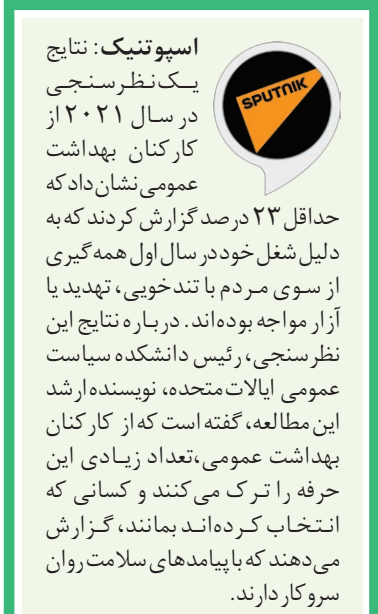 SPUTNIK
اسپوتنیک: نتایج
یک نظرسنجی
در سال ۲۰۲۱ از
کارکنان بهداشت
عمومی نشان داد که
حداقل ۲۳ درصد گزارش کردند که به
دلیل شغل خود در سال اول همه‌گیری
از سوی مردم با تندخویی، تهدید یا
آزار مواجه بوده‌اند. درباره نتایج این
نظرسنجی، رئیس دانشکده سیاست
عمومی ایالات متحده، نویسنده ارشد
این مطالعه، گفته است که از کارکنان
بهداشت عمومی،تعداد زیادی این
حرفه را ترک می‌کنند و کسانی که
انتخاب کرده‌اند بمانند، گزارش
می‌دهند که با پیامدهای سلامت روان
سروکار دارند.